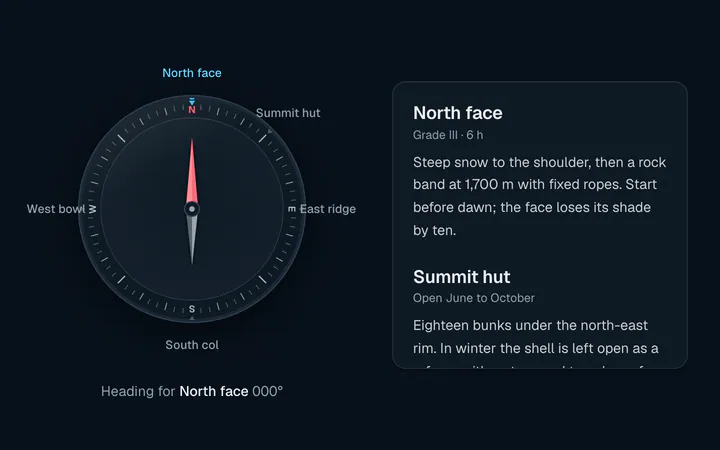 North face
N
Summit hut
West bowl
W
E
East ridge
S
South col
Heading for North face 000°
North face
Grade III · 6 h
Steep snow to the shoulder, then a rock
band at 1,700 m with fixed ropes. Start
before dawn; the face loses its shade
by ten.
Summit hut
Open June to October
Eighteen bunks under the north-east
rim. In winter the shell is left open as a